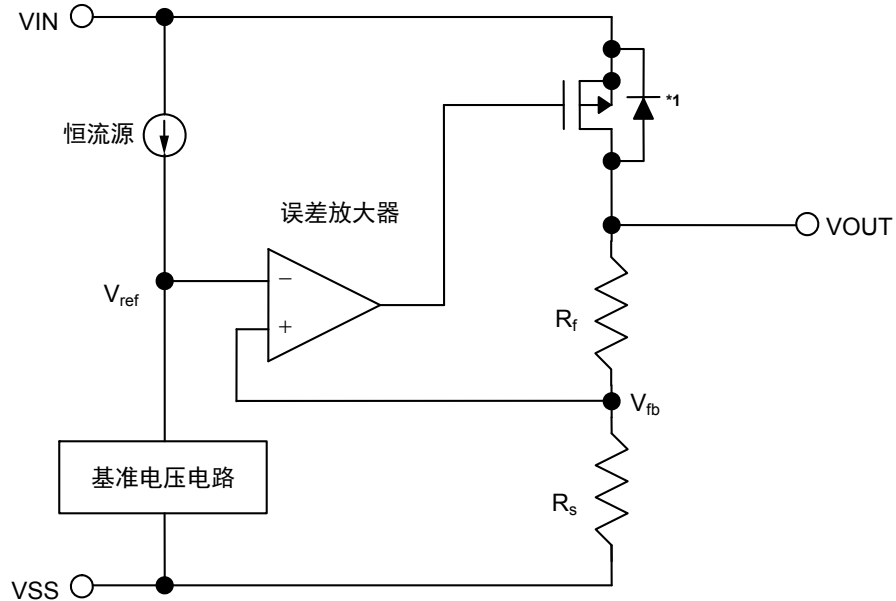 VIN
*1
恒流源
误差放大器
VOUT
−
Vref
Rf
+
Vfb
基准电压电路
Rs
VSS